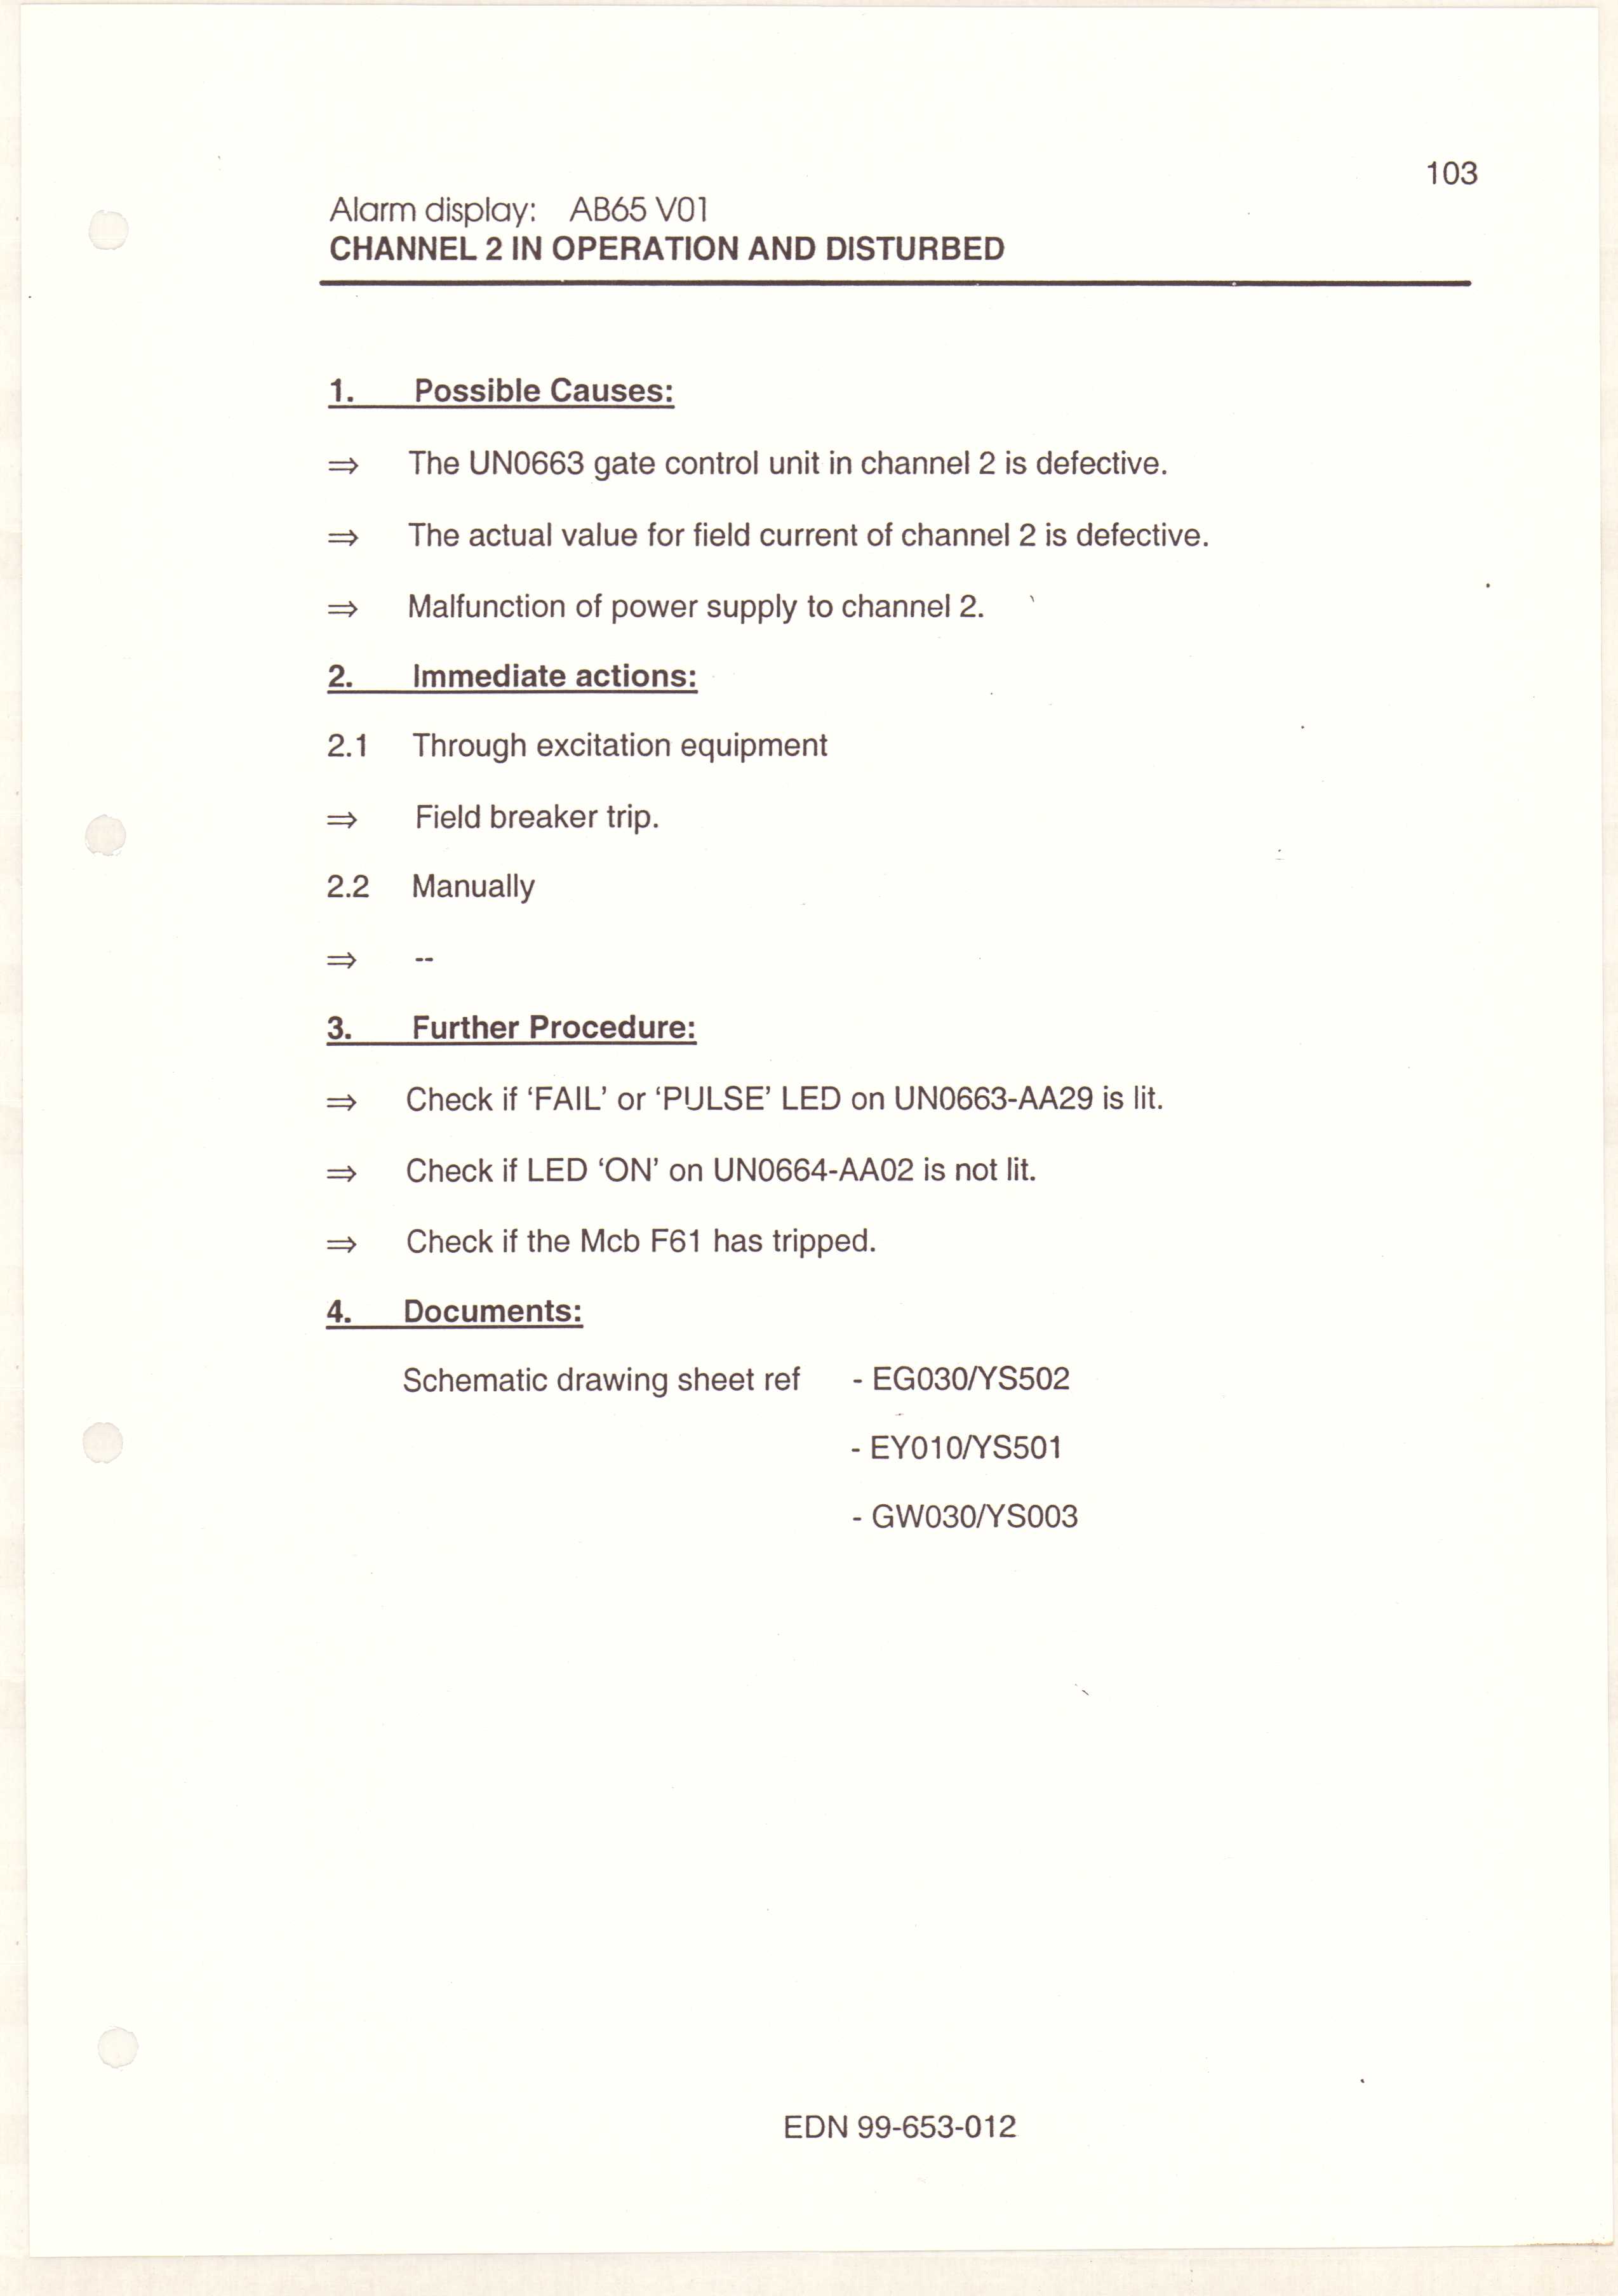 103
Alarm display: AB65 V01
CHANNEL 2 IN OPERATION AND DISTURBED
1. Possible Causes:
⇒ The UN0663 gate control unit in channel 2 is defective.
⇒ The actual value for field current of channel 2 is defective.
⇒ Malfunction of power supply to channel 2.
2. Immediate actions:
2.1 Through excitation equipment
⇒ Field breaker trip.
2.2 Manually
⇒ --
3. Further Procedure:
⇒ Check if ‘FAIL’ or ‘PULSE’ LED on UN0663-AA29 is lit.
⇒ Check if LED ‘ON’ on UN0664-AA02 is not lit.
⇒ Check if the Mcb F61 has tripped.
4. Documents:
Schematic drawing sheet ref - EG030/YS502
- EY010/YS501
- GW030/YS003
EDN 99-653-012